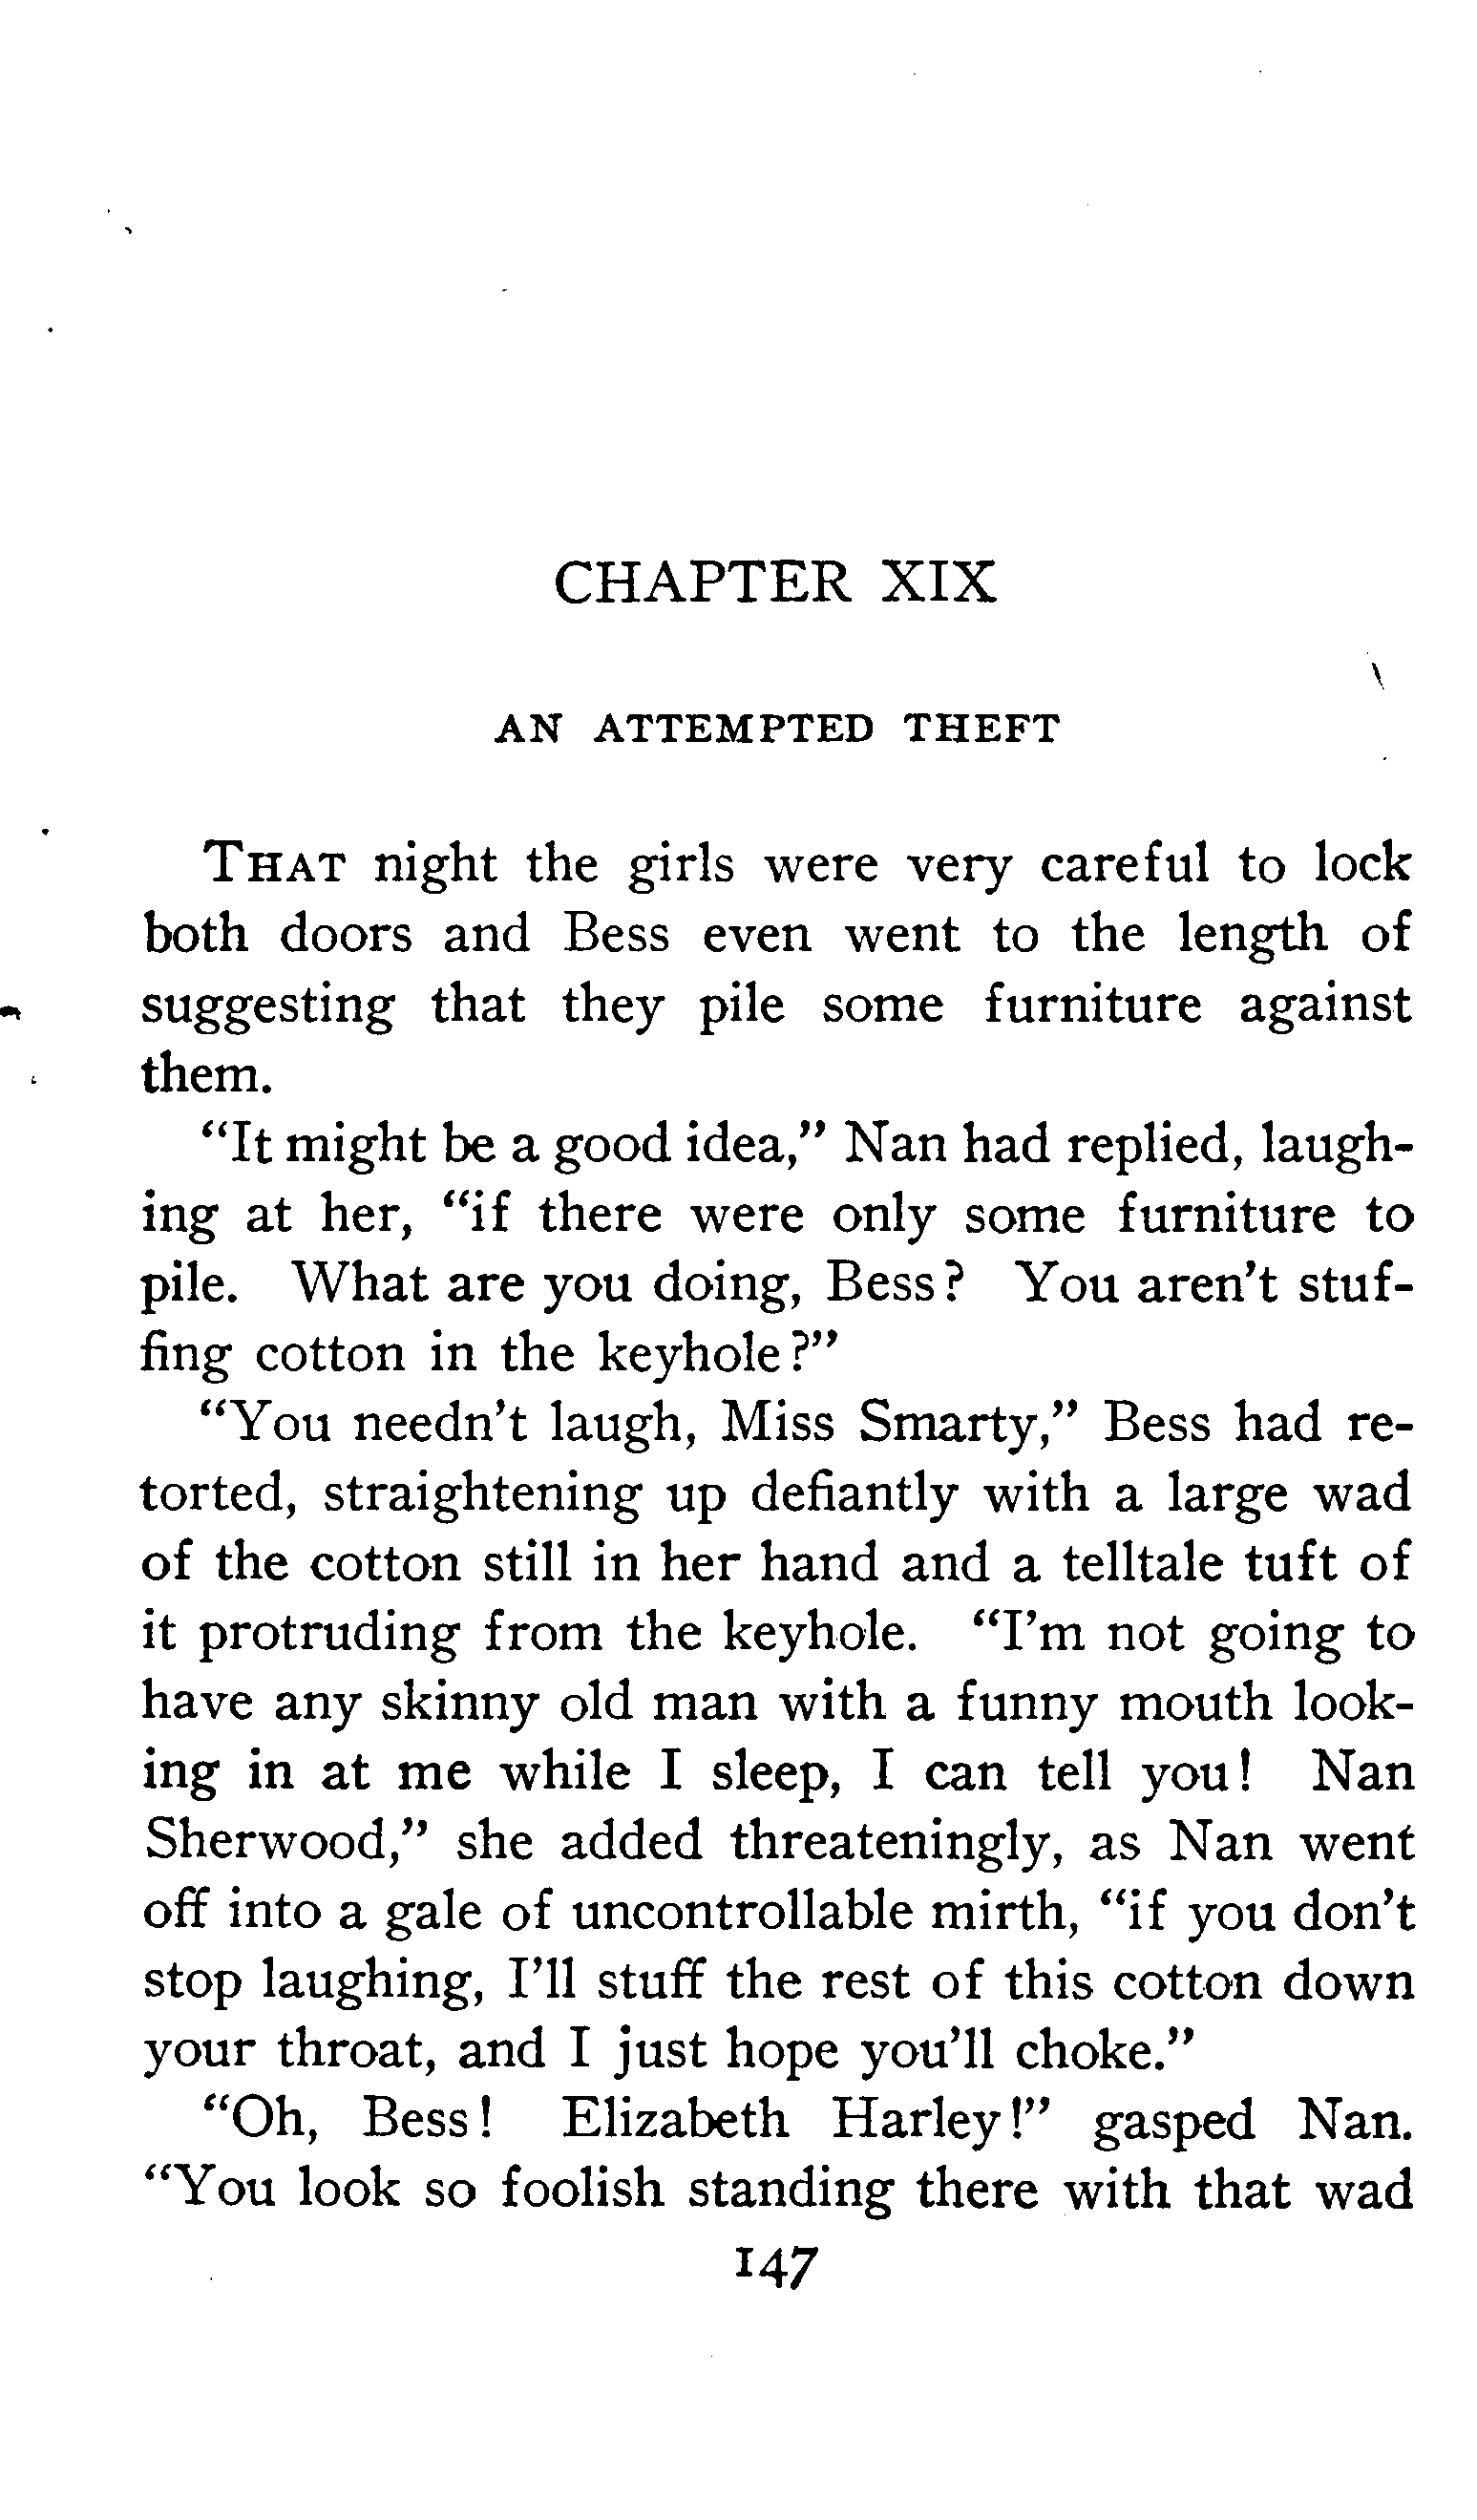 CHAPTER XIX
AN ATTEMPTED THEFT
THAT night the girls were very careful to lock
both doors and Bess even went to the length of
suggesting that they pile some furniture against
them.
“It might be a good idea,” Nan had replied, laugh-
ing at her, “if there were only some furniture to
pile. What are you doing, Bess? You aren't stuf-
fing cotton in the keyhole?”
“You needn't laugh, Miss Smarty,” Bess had re-
torted, straightening up defiantly with a large wad
of the cotton still in her hand and a telltale tuft of
it protruding from the keyhole. “I'm not going to
have any skinny old man with a funny mouth look-
ing in at me while I sleep, I can tell you! Nan
Sherwood,” she added threateningly, as Nan went
off into a gale of uncontrollable mirth, “if you don't
stop laughing, I'll stuff the rest of this cotton down
your throat, and I just hope you'll choke.”
“Oh, Bess! Elizabeth Harley!” gasped Nan.
“You look so foolish standing there with that wad
147